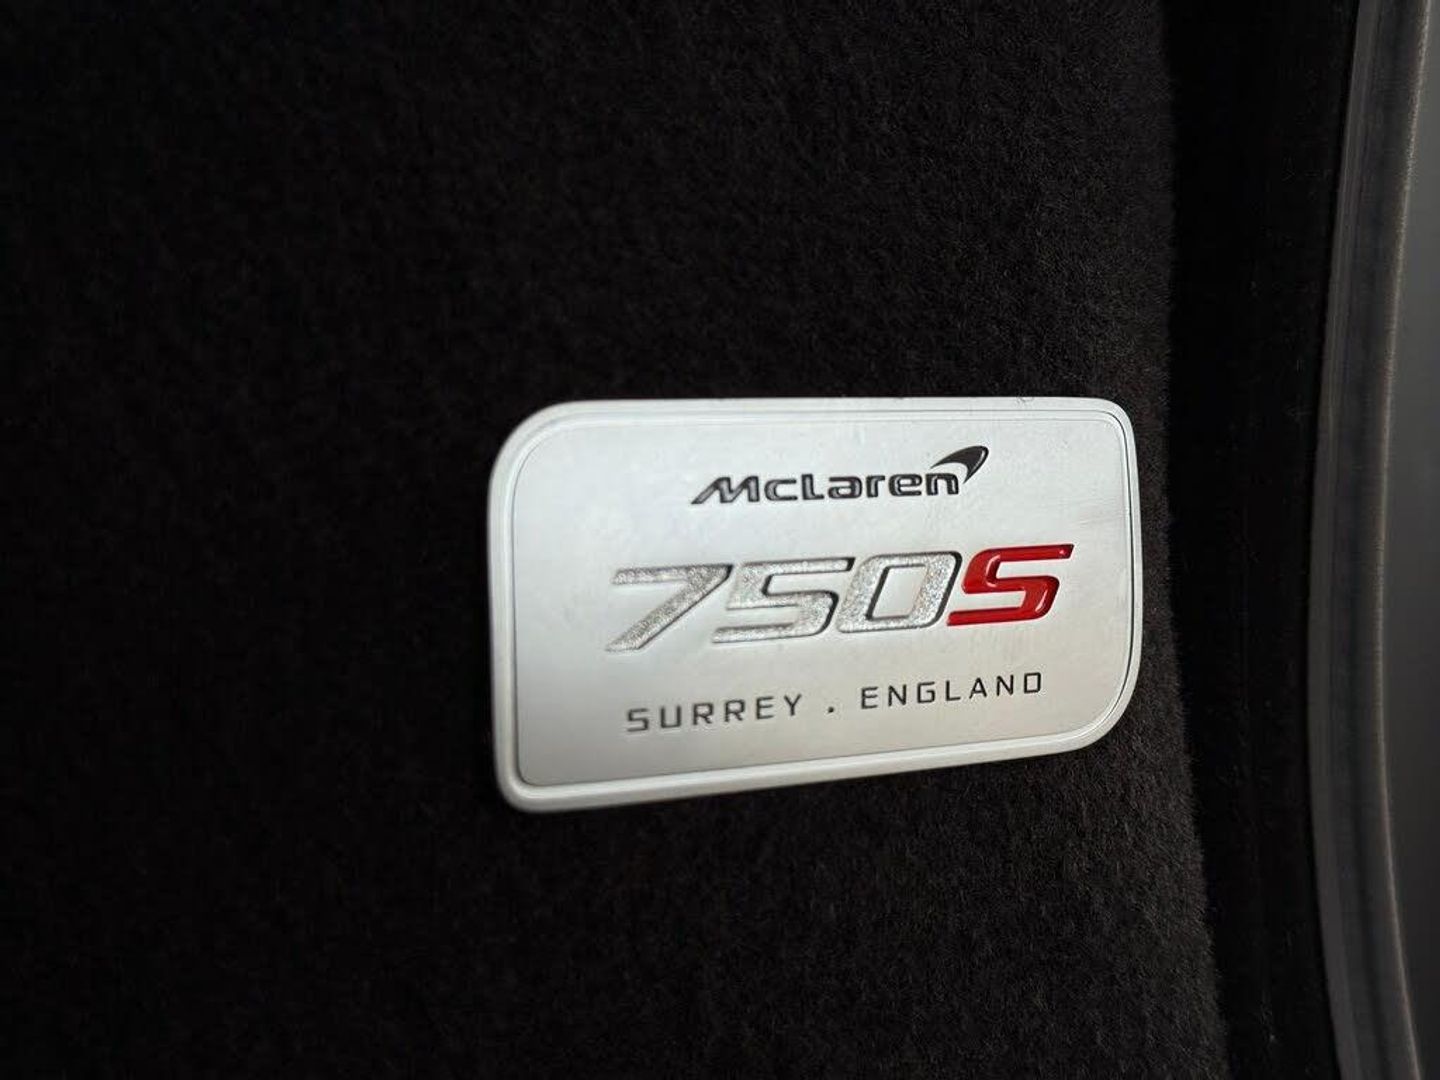 McLaren
750S
SURREY . ENGLAND